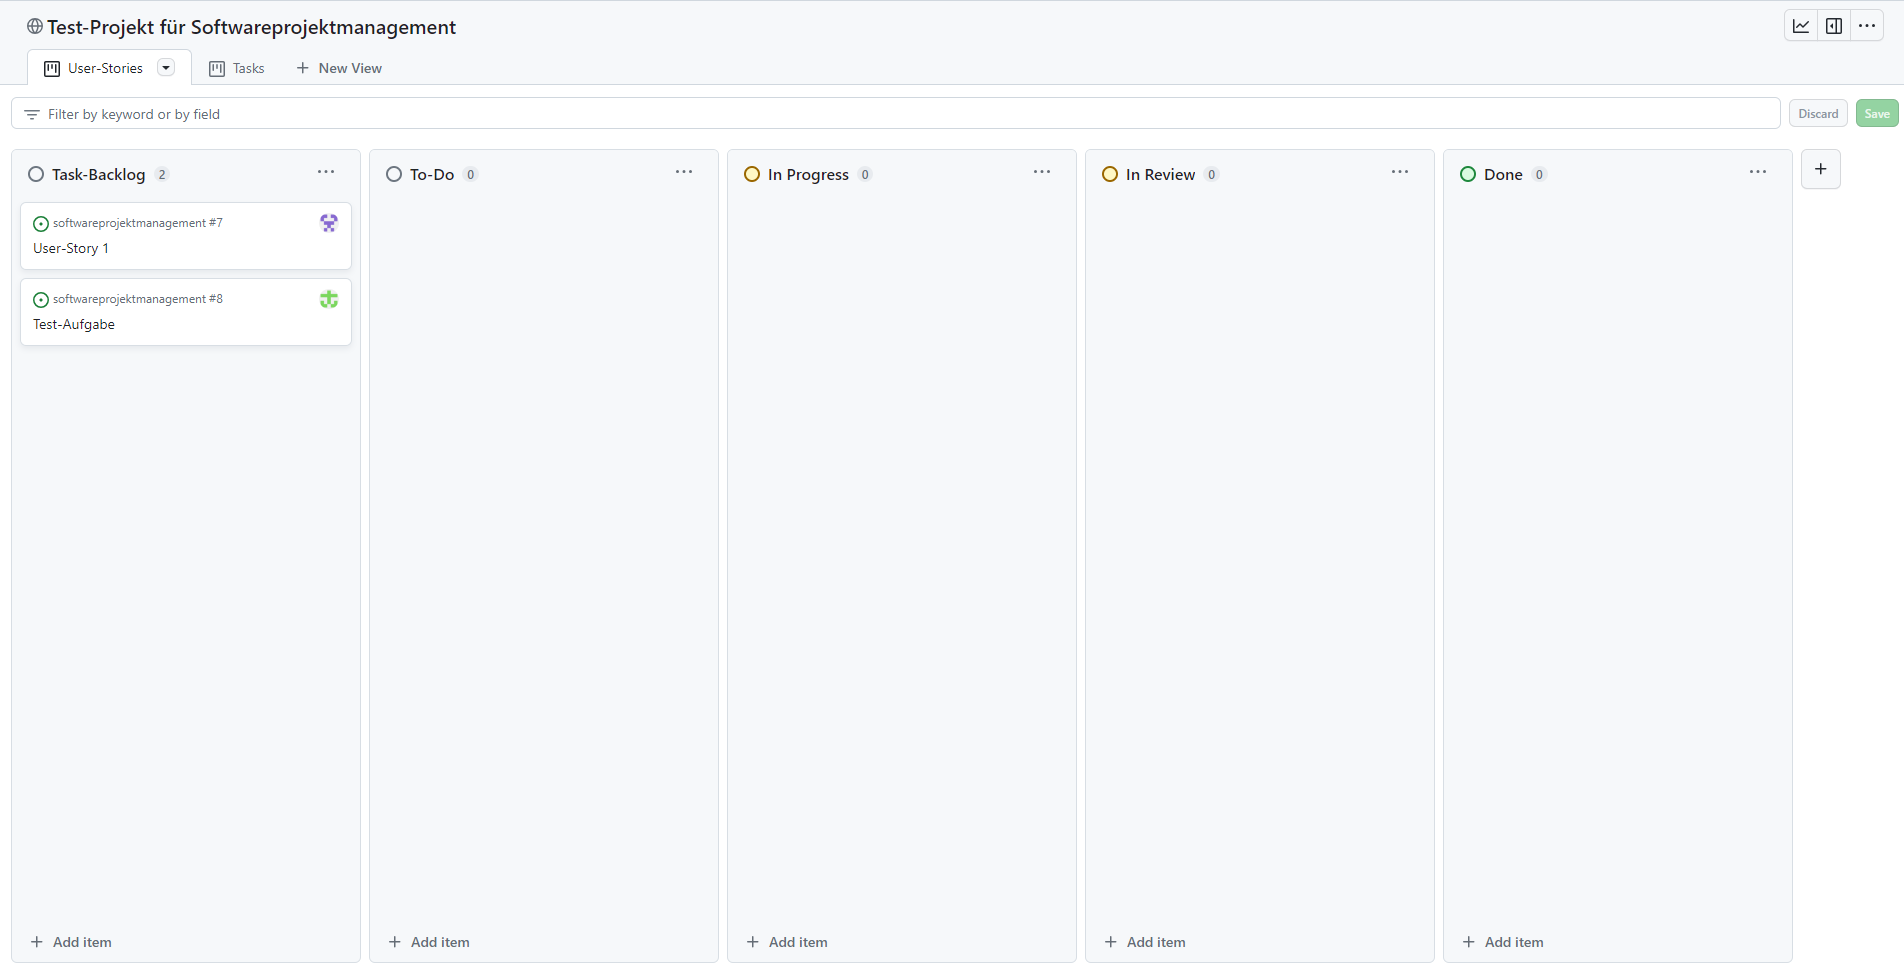 Test-Projekt für Softwareprojektmanagement
User-Stories
Tasks
New View
Filter by keyword or by field
Discard
Save
Task-Backlog 2
softwareprojektmanagement #7
User-Story 1
softwareprojektmanagement #8
Test-Aufgabe
Add item
To-Do 0
Add item
In Progress 0
Add item
In Review 0
Add item
Done 0
Add item